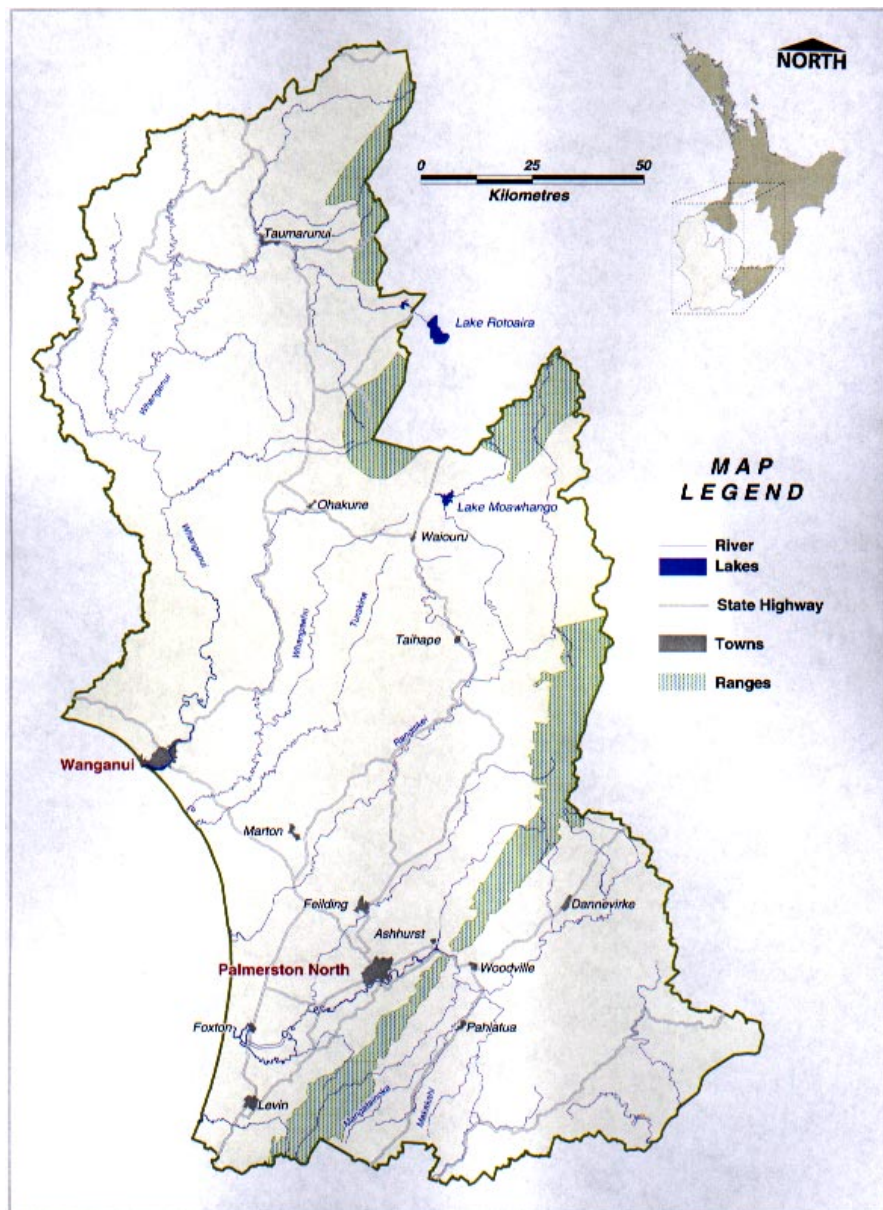 NORTH
0 25 50
Kilometres
Taumarunui
Lake Rotoaira
Whanganui
MAP
LEGEND
Ohakune
Lake Moawhango
Whanganui
Waiouru
River
Lakes
State Highway
Whangaehu
Turakina
Taihape
Towns
Ranges
Rangitikei
Wanganui
Marton
Feilding
Dannevirke
Ashhurst
Palmerston North
Woodville
Foxton
Pahiatua
Levin
Mangatainoka
Makakahi